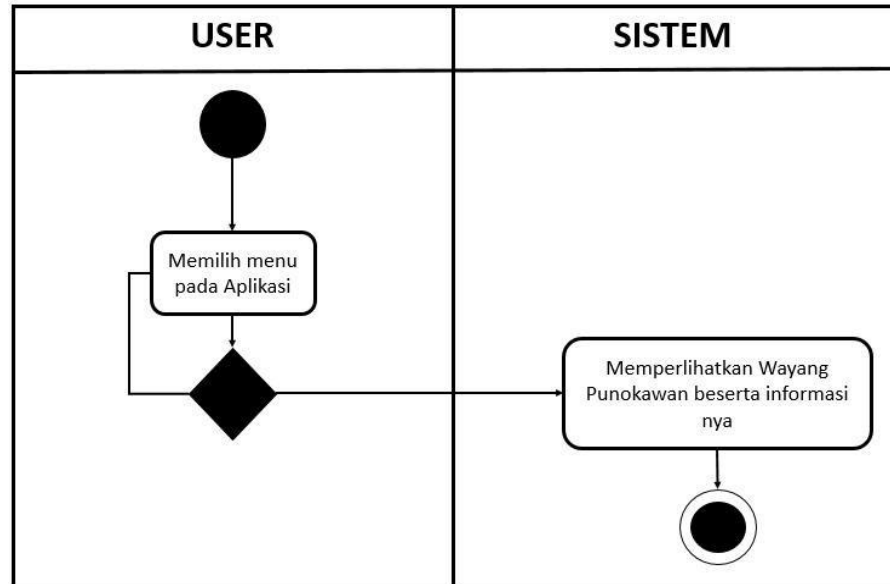 USER
SISTEM
Memilih menu
pada Aplikasi
Memperlihatkan Wayang
Punokawan beserta informasi
nya